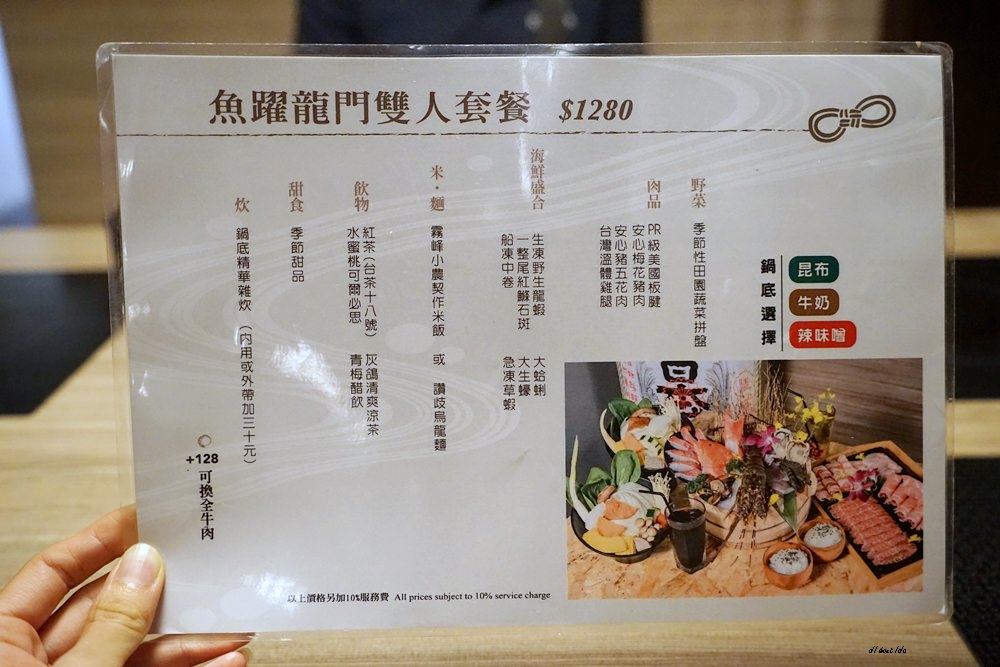 魚躍龍門雙人套餐 $1280
鍋底選擇
昆布
牛奶
辣味噌
野菜 季節性田園蔬菜拼盤
肉品 PR級美國板腱
安心梅花豬肉
安心豬五花肉
台灣溫體雞腿
海鮮盛合 生凍野生龍蝦 大蛤蜊
一整尾紅鰷石斑 大生蠔
船凍中卷 急凍草蝦
米・麵 霧峰小農契作米飯 或 讚歧烏龍麵
飲物 紅茶(台茶十八號) 灰鴿清爽涼茶
水蜜桃可爾必思 青梅醋飲
甜食 季節甜品
炊 鍋底精華雜炊 (內用或外帶加三十元)
+128 可換全牛肉
以上價格另加10%服務費 All prices subject to 10% service charge